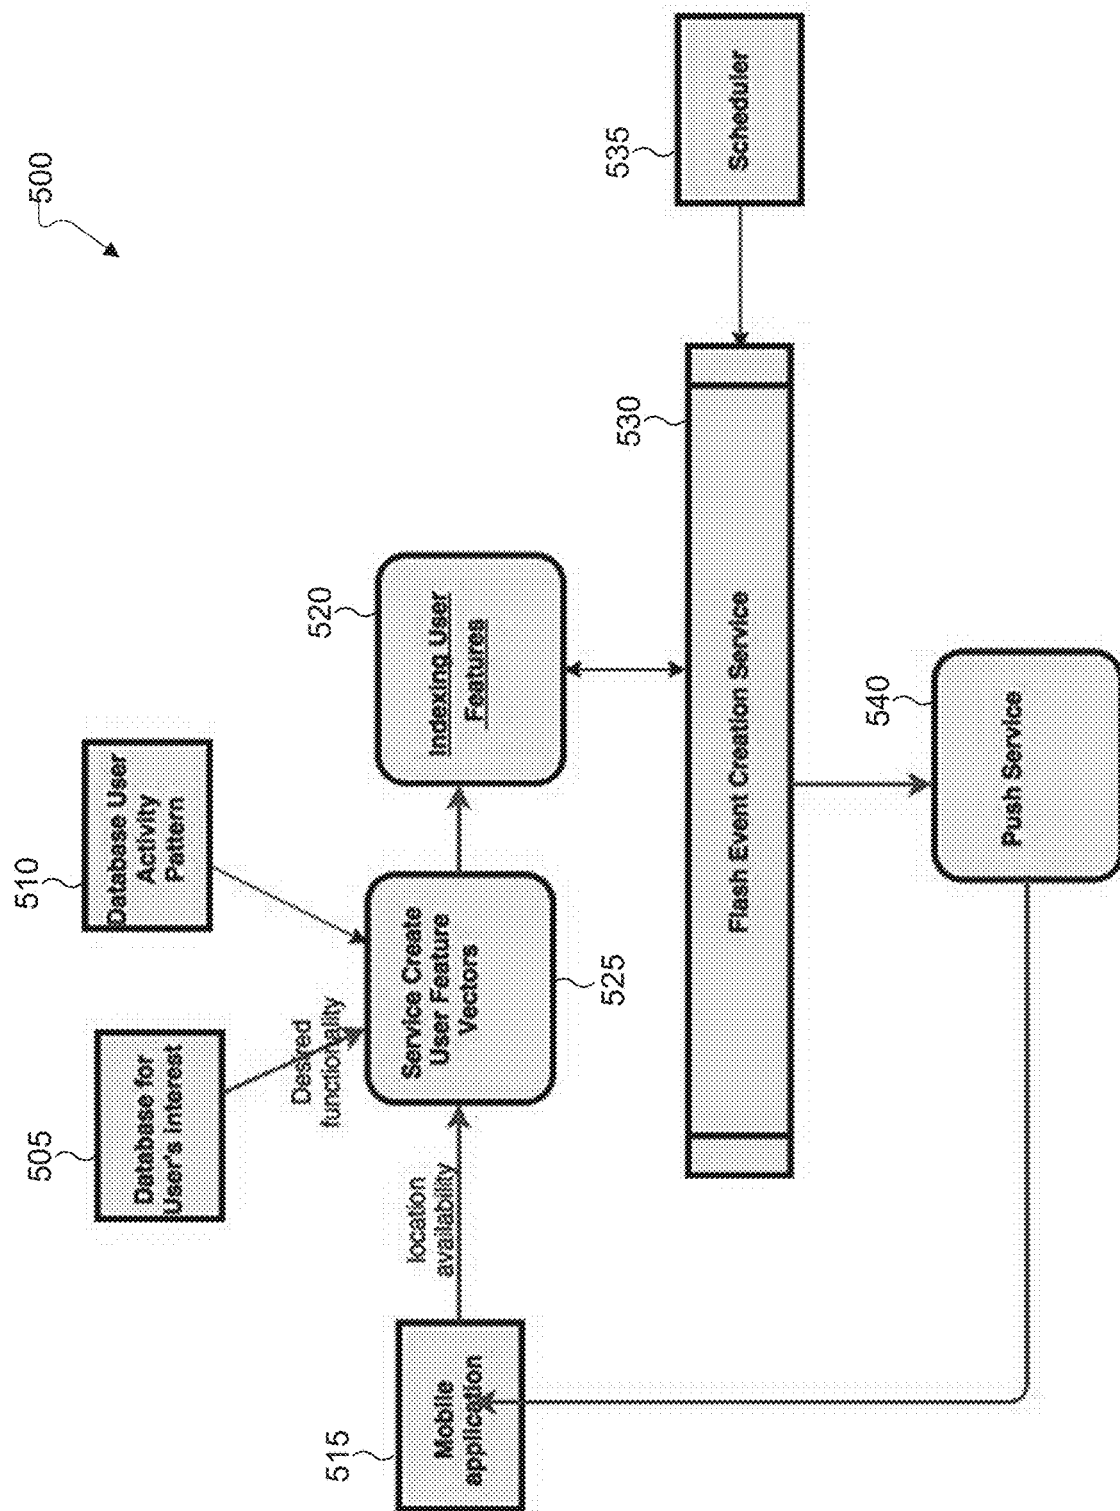 500
505
Database for
User's Interest
510
Database User
Activity
Pattern
Desired
functionality
515
Mobile
application
location
availability
Service Create
User Feature
Vectors
525
520
Indexing User
Features
530
Flash Event Creation Service
535
Scheduler
540
Push Service